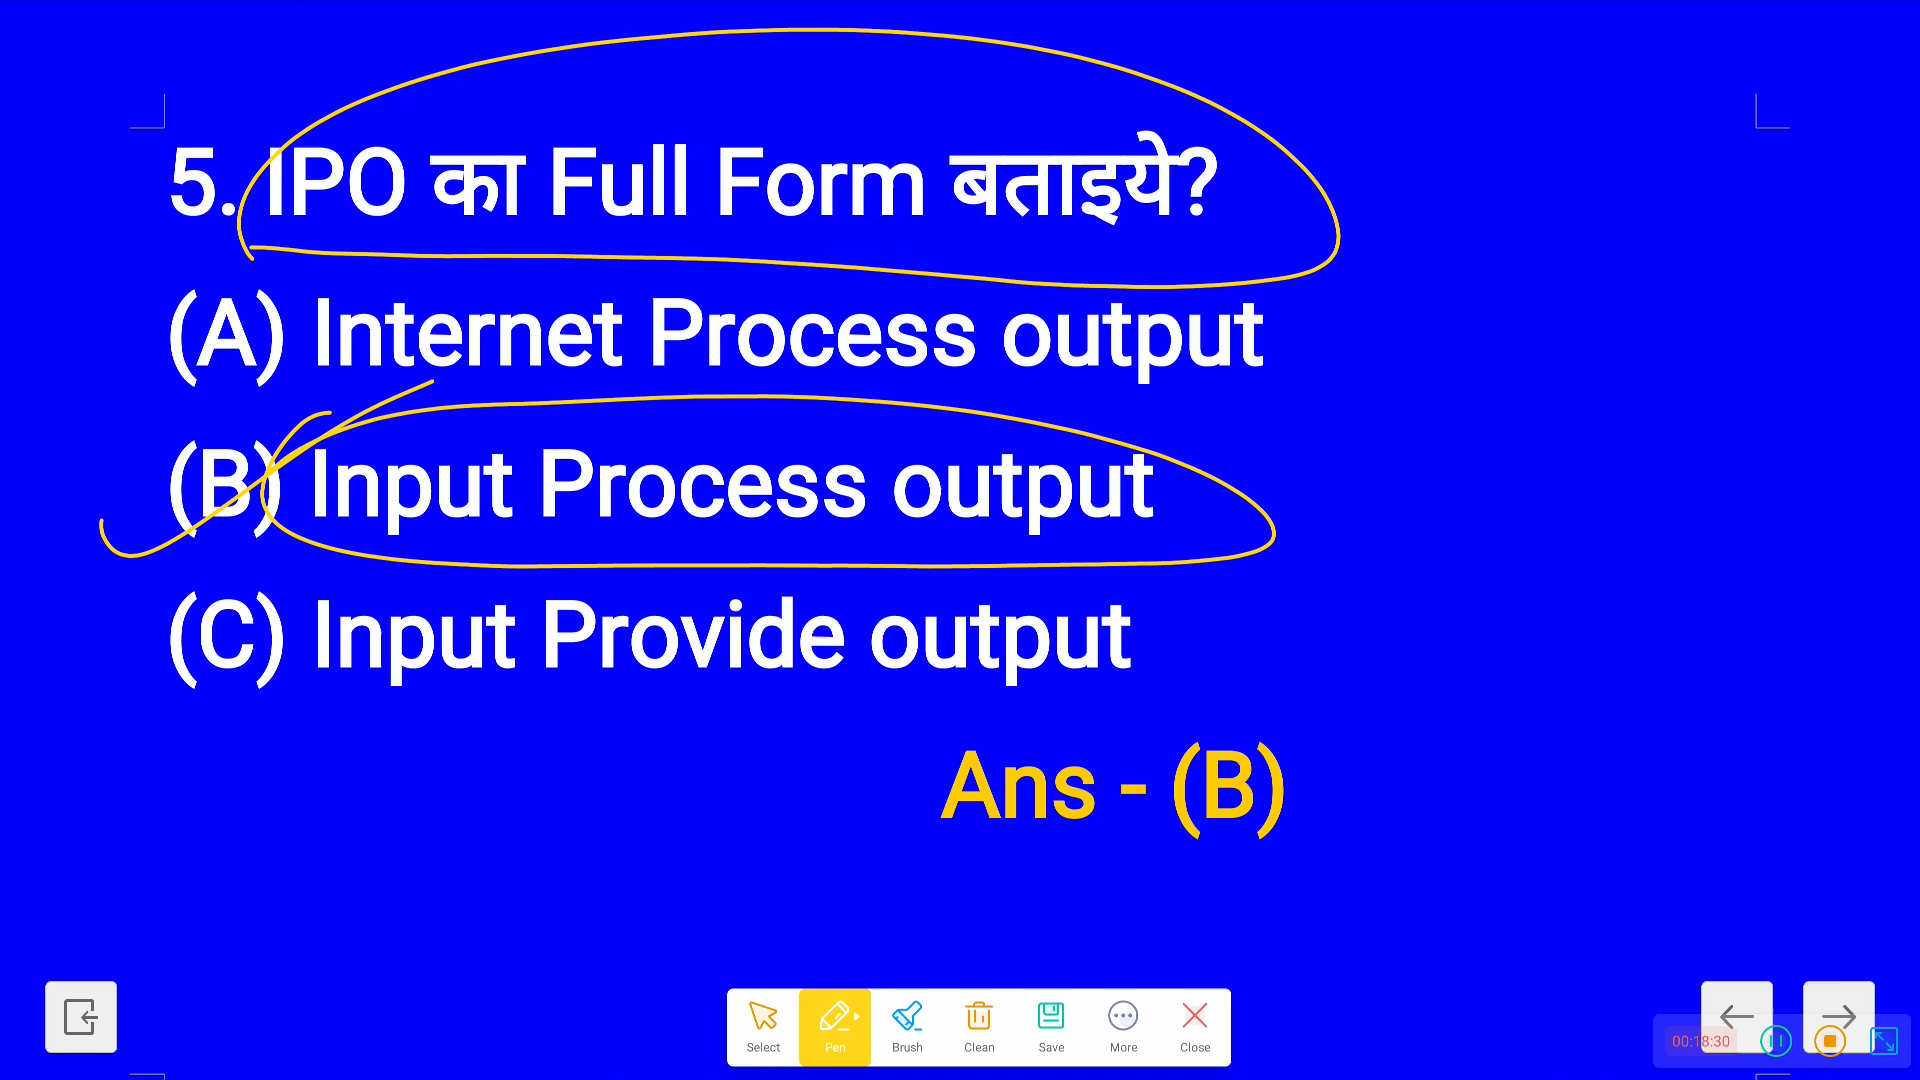 5. IPO का Full Form बताइये?
(A) Internet Process output
(B) Input Process output
(C) Input Provide output
Ans - (B)
Select Pen Brush Clean Save More Close
00:18:30